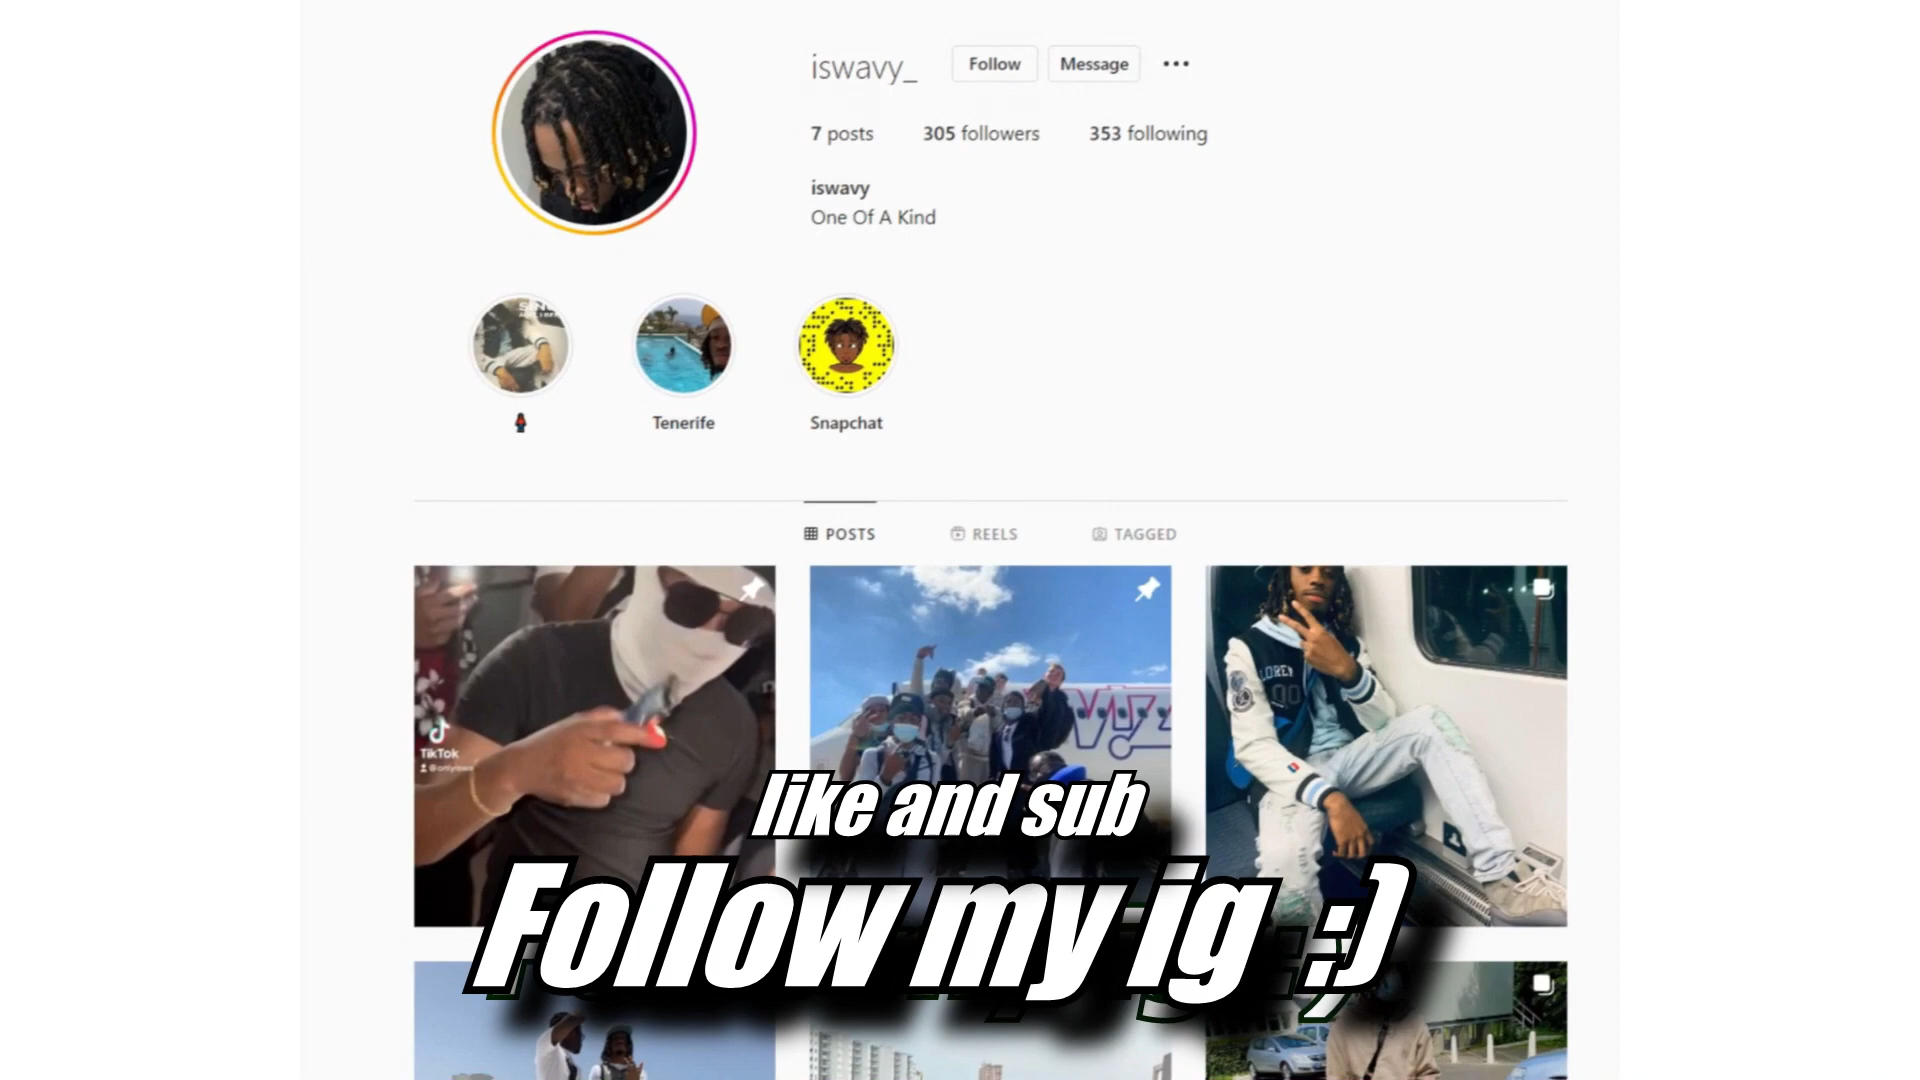 iswavy_
Follow
Message
7 posts
305 followers
353 following
iswavy
One Of A Kind
Tenerife
Snapchat
POSTS
REELS
TAGGED
TikTok
like and sub
Follow my ig :)